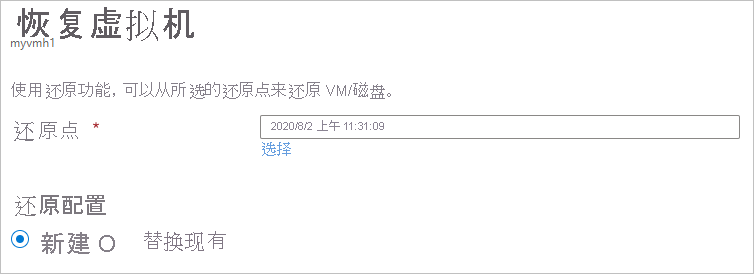 恢复虚拟机
myvmh1
使用还原功能，可以从所选的还原点来还原 VM/磁盘。
还原点 *
2020/8/2 上午 11:31:09
选择
还原配置
新建 O 替换现有